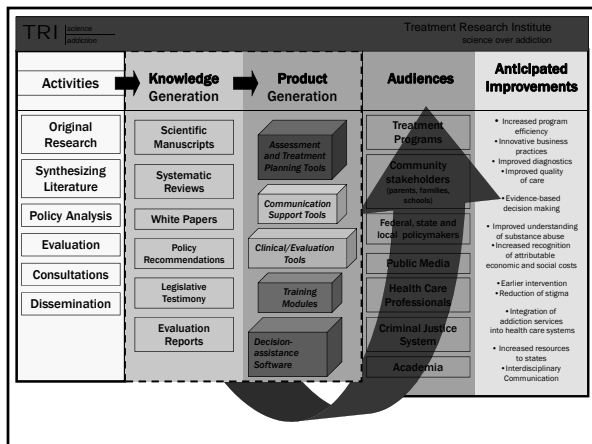 TRI science
addiction
Treatment Research Institute
science over addiction
Activities
Original
Research
Synthesizing
Literature
Policy Analysis
Evaluation
Consultations
Dissemination
Knowledge
Generation
Scientific
Manuscripts
Systematic
Reviews
White Papers
Policy
Recommendations
Legislative
Testimony
Evaluation
Reports
Product
Generation
Assessment
and Treatment
Planning Tools
Communication
Support Tools
Clinical/Evaluation
Tools
Training
Modules
Decision-
assistance
Software
Audiences
Treatment
Programs
Community
stakeholders
(parents, families,
schools)
Federal, state and
local policymakers
Public Media
Health Care
Professionals
Criminal Justice
System
Academia
Anticipated
Improvements
• Increased program
efficiency
• Innovative business
practices
• Improved diagnostics
• Improved quality
of care
• Evidence-based
decision making
• Improved understanding
of substance abuse
• Increased recognition
of attributable
economic and social costs
• Earlier intervention
• Reduction of stigma
• Integration of
addiction services
into health care systems
• Increased resources
to states
• Interdisciplinary
Communication